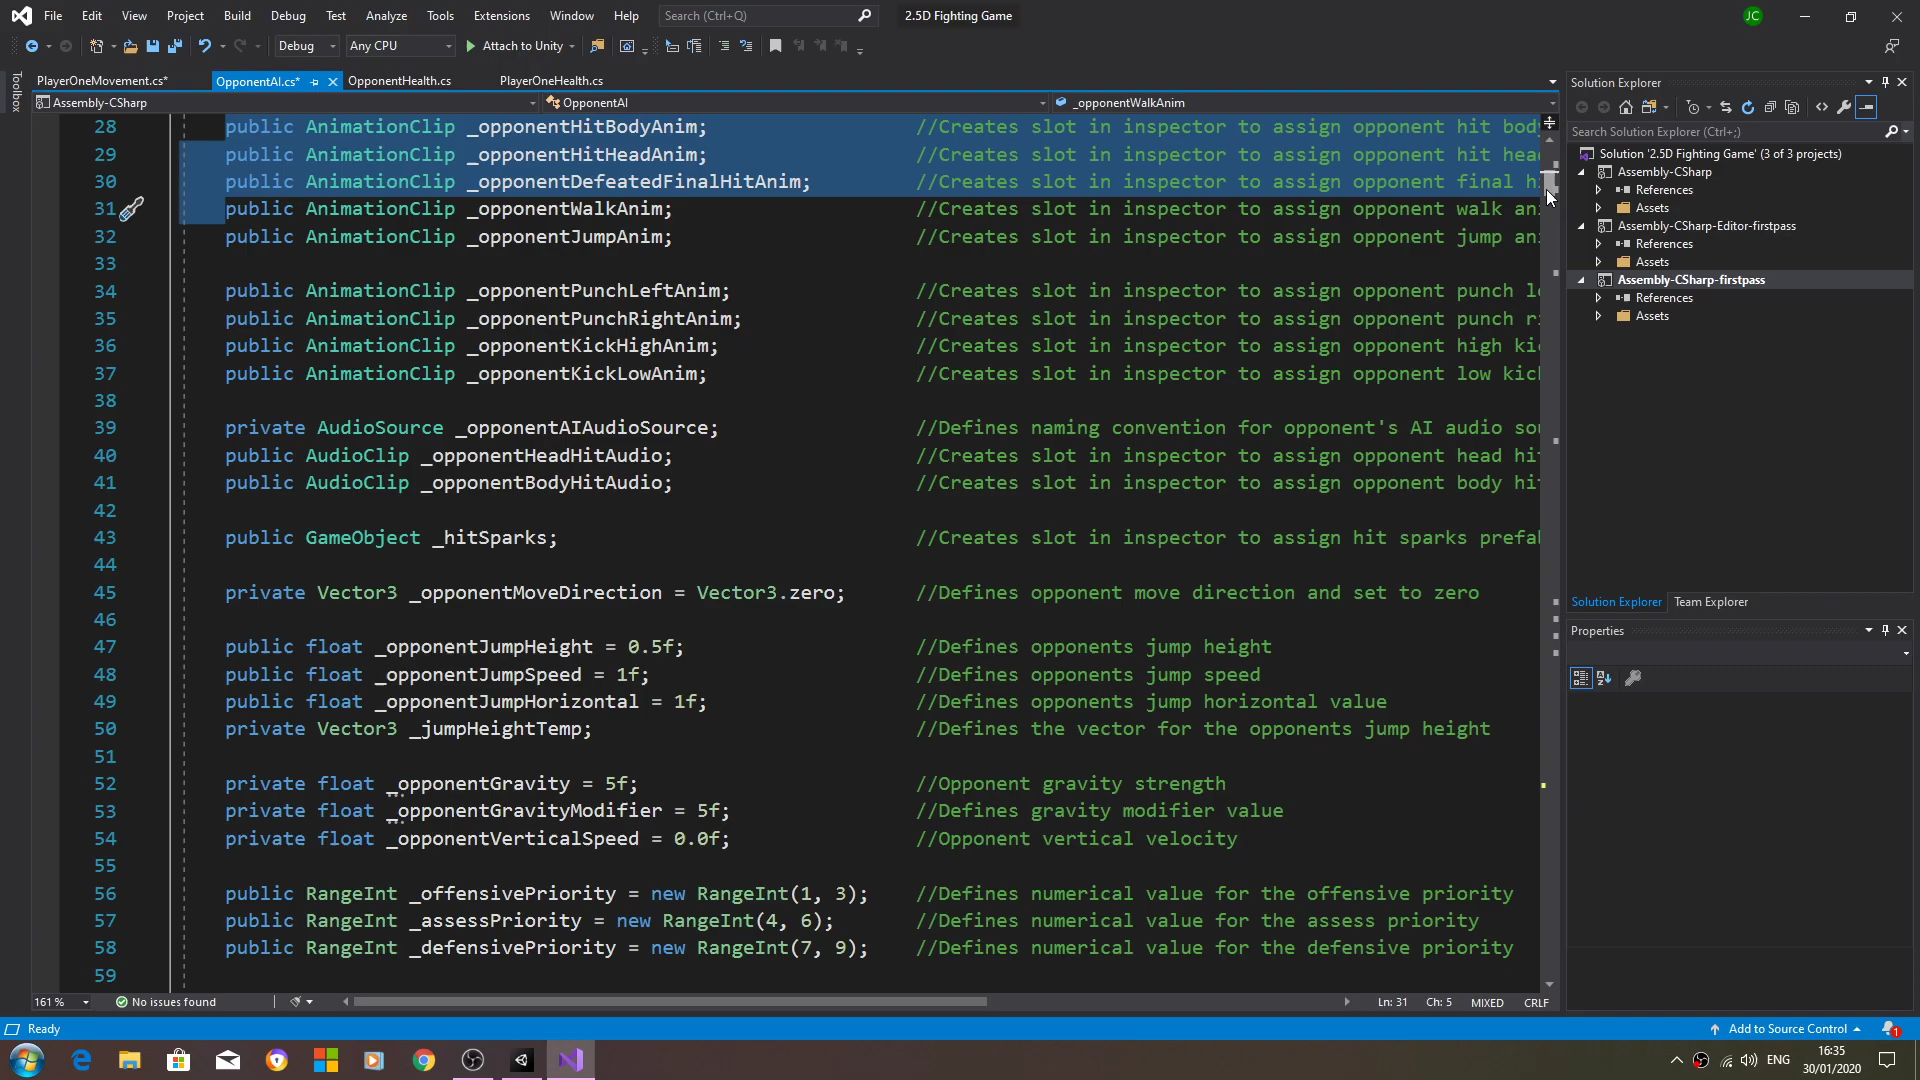 File Edit View Project Build Debug Test Analyze Tools Extensions Window Help Search (Ctrl+Q) 2.5D Fighting Game JC
Debug Any CPU Attach to Unity
Toolbox
PlayerOneMovement.cs* OpponentAI.cs* OpponentHealth.cs PlayerOneHealth.cs
Assembly-CSharp OpponentAI _opponentWalkAnim
28 public AnimationClip _opponentHitBodyAnim; //Creates slot in inspector to assign opponent hit body
29 public AnimationClip _opponentHitHeadAnim; //Creates slot in inspector to assign opponent hit hea
30 public AnimationClip _opponentDefeatedFinalHitAnim; //Creates slot in inspector to assign opponent final h
31 public AnimationClip _opponentWalkAnim; //Creates slot in inspector to assign opponent walk an
32 public AnimationClip _opponentJumpAnim; //Creates slot in inspector to assign opponent jump an
33
34 public AnimationClip _opponentPunchLeftAnim; //Creates slot in inspector to assign opponent punch l
35 public AnimationClip _opponentPunchRightAnim; //Creates slot in inspector to assign opponent punch r
36 public AnimationClip _opponentKickHighAnim; //Creates slot in inspector to assign opponent high ki
37 public AnimationClip _opponentKickLowAnim; //Creates slot in inspector to assign opponent low kic
38
39 private AudioSource _opponentAIAudioSource; //Defines naming convention for opponent's AI audio so
40 public AudioClip _opponentHeadHitAudio; //Creates slot in inspector to assign opponent head hi
41 public AudioClip _opponentBodyHitAudio; //Creates slot in inspector to assign opponent body hi
42
43 public GameObject _hitSparks; //Creates slot in inspector to assign hit sparks prefa
44
45 private Vector3 _opponentMoveDirection = Vector3.zero; //Defines opponent move direction and set to zero
46
47 public float _opponentJumpHeight = 0.5f; //Defines opponents jump height
48 public float _opponentJumpSpeed = 1f; //Defines opponents jump speed
49 public float _opponentJumpHorizontal = 1f; //Defines opponents jump horizontal value
50 private Vector3 _jumpHeightTemp; //Defines the vector for the opponents jump height
51
52 private float _opponentGravity = 5f; //Opponent gravity strength
53 private float _opponentGravityModifier = 5f; //Defines gravity modifier value
54 private float _opponentVerticalSpeed = 0.0f; //Opponent vertical velocity
55
56 public RangeInt _offensivePriority = new RangeInt(1, 3); //Defines numerical value for the offensive priority
57 public RangeInt _assessPriority = new RangeInt(4, 6); //Defines numerical value for the assess priority
58 public RangeInt _defensivePriority = new RangeInt(7, 9); //Defines numerical value for the defensive priority
59
161 % No issues found Ln: 31 Ch: 5 MIXED CRLF
Solution Explorer
Search Solution Explorer (Ctrl+;)
Solution '2.5D Fighting Game' (3 of 3 projects)
Assembly-CSharp
References
Assets
Assembly-CSharp-Editor-firstpass
References
Assets
Assembly-CSharp-firstpass
References
Assets
Solution Explorer Team Explorer
Properties
Ready Add to Source Control 1
ENG 16:35
30/01/2020